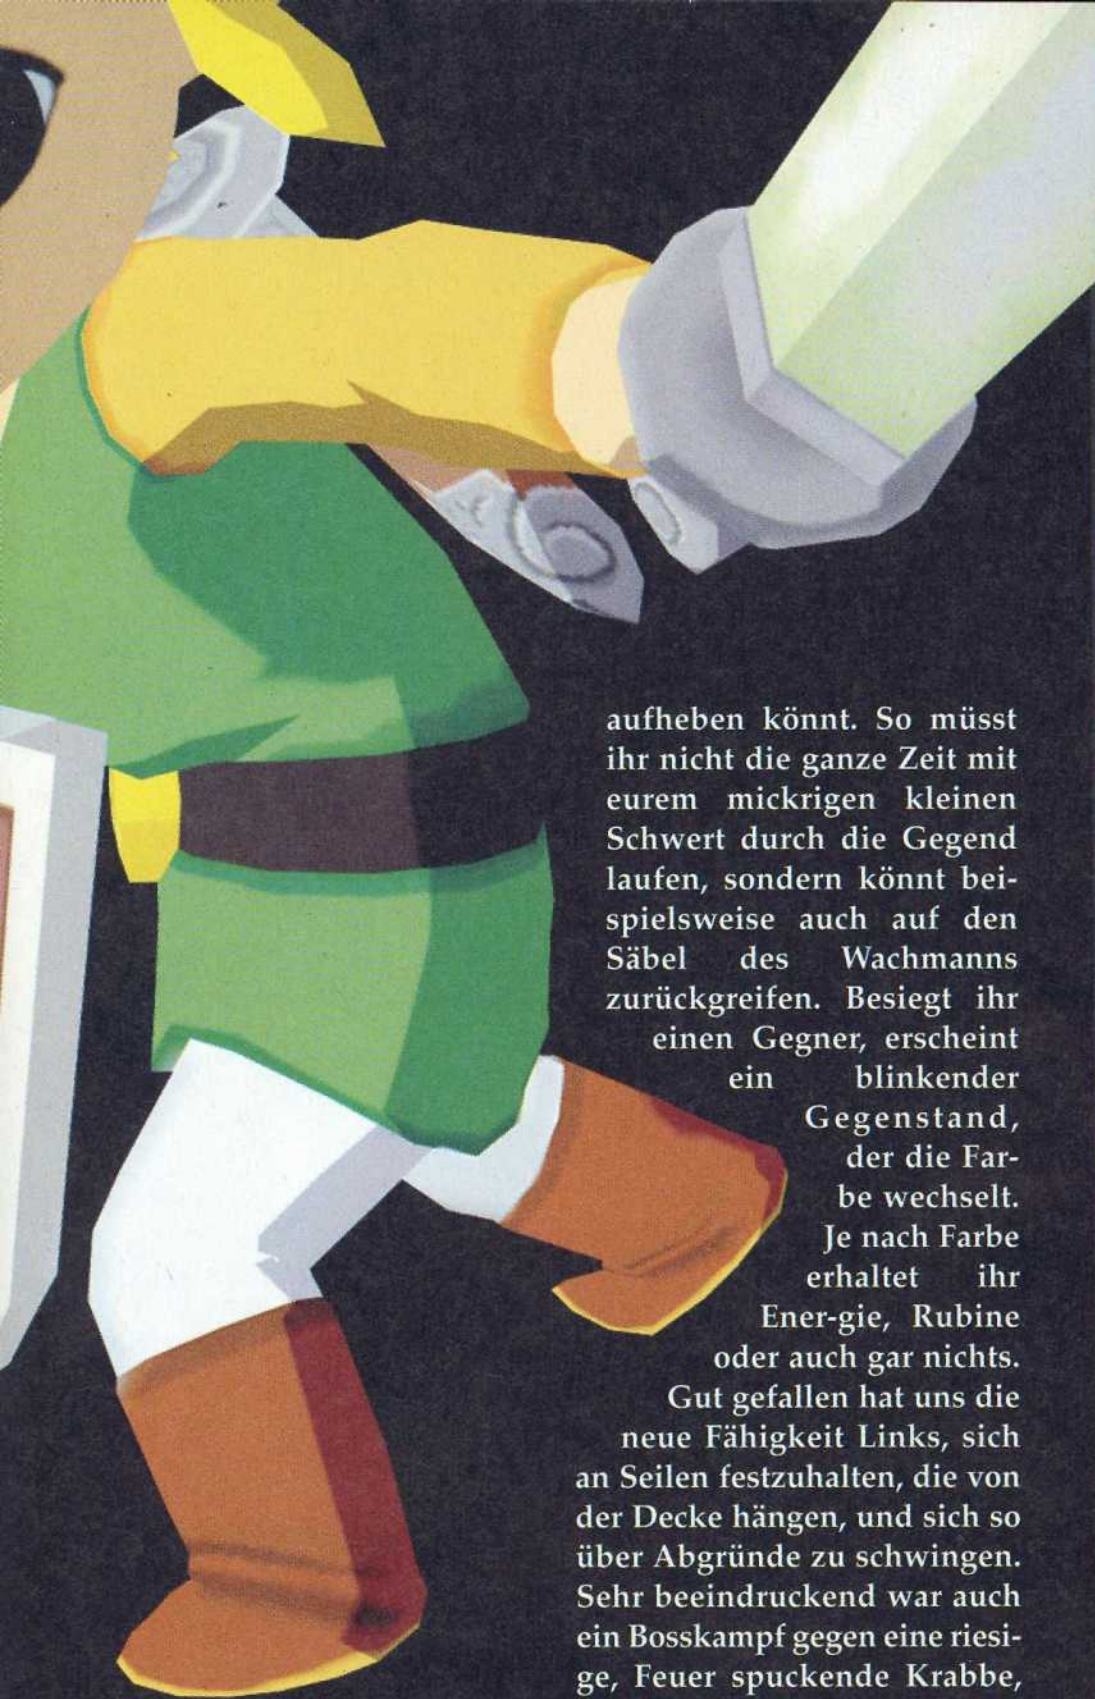 aufheben könnt. So müsst
ihr nicht die ganze Zeit mit
eurem mickrigen kleinen
Schwert durch die Gegend
laufen, sondern könnt bei-
spielsweise auch auf den
Säbel des Wachmanns
zurückgreifen. Besiegt ihr
einen Gegner, erscheint
ein blinkender
Gegenstand,
der die Far-
be wechselt.
Je nach Farbe
erhaltet ihr
Ener-gie, Rubine
oder auch gar nichts.
Gut gefallen hat uns die
neue Fähigkeit Links, sich
an Seilen festzuhalten, die von
der Decke hängen, und sich so
über Abgründe zu schwingen.
Sehr beeindruckend war auch
ein Bosskampf gegen eine riesi-
ge, Feuer spuckende Krabbe,